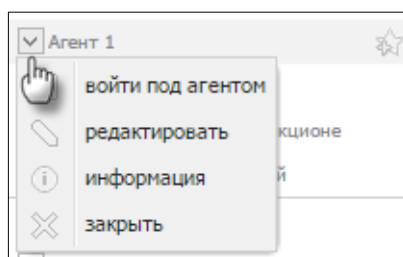 Агент 1
войти под агентом
редактировать
кционе
информация
й
закрыть